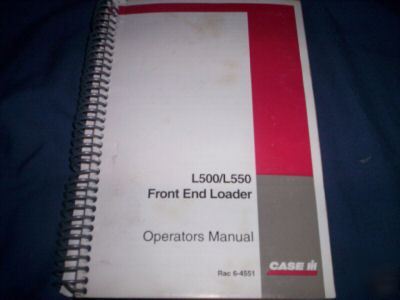 L500/L550
Front End Loader
Operators Manual
Rac 6-4551
CASE IH